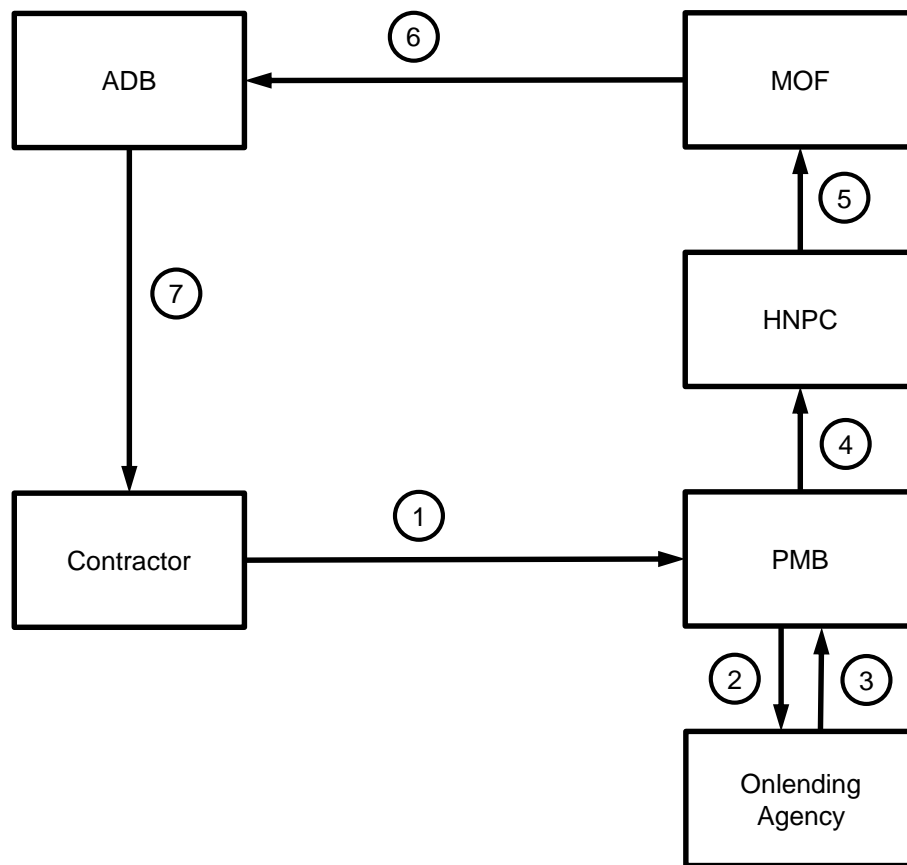 6
ADB
MOF
5
7
HNPC
4
1
Contractor
PMB
2
3
Onlending
Agency